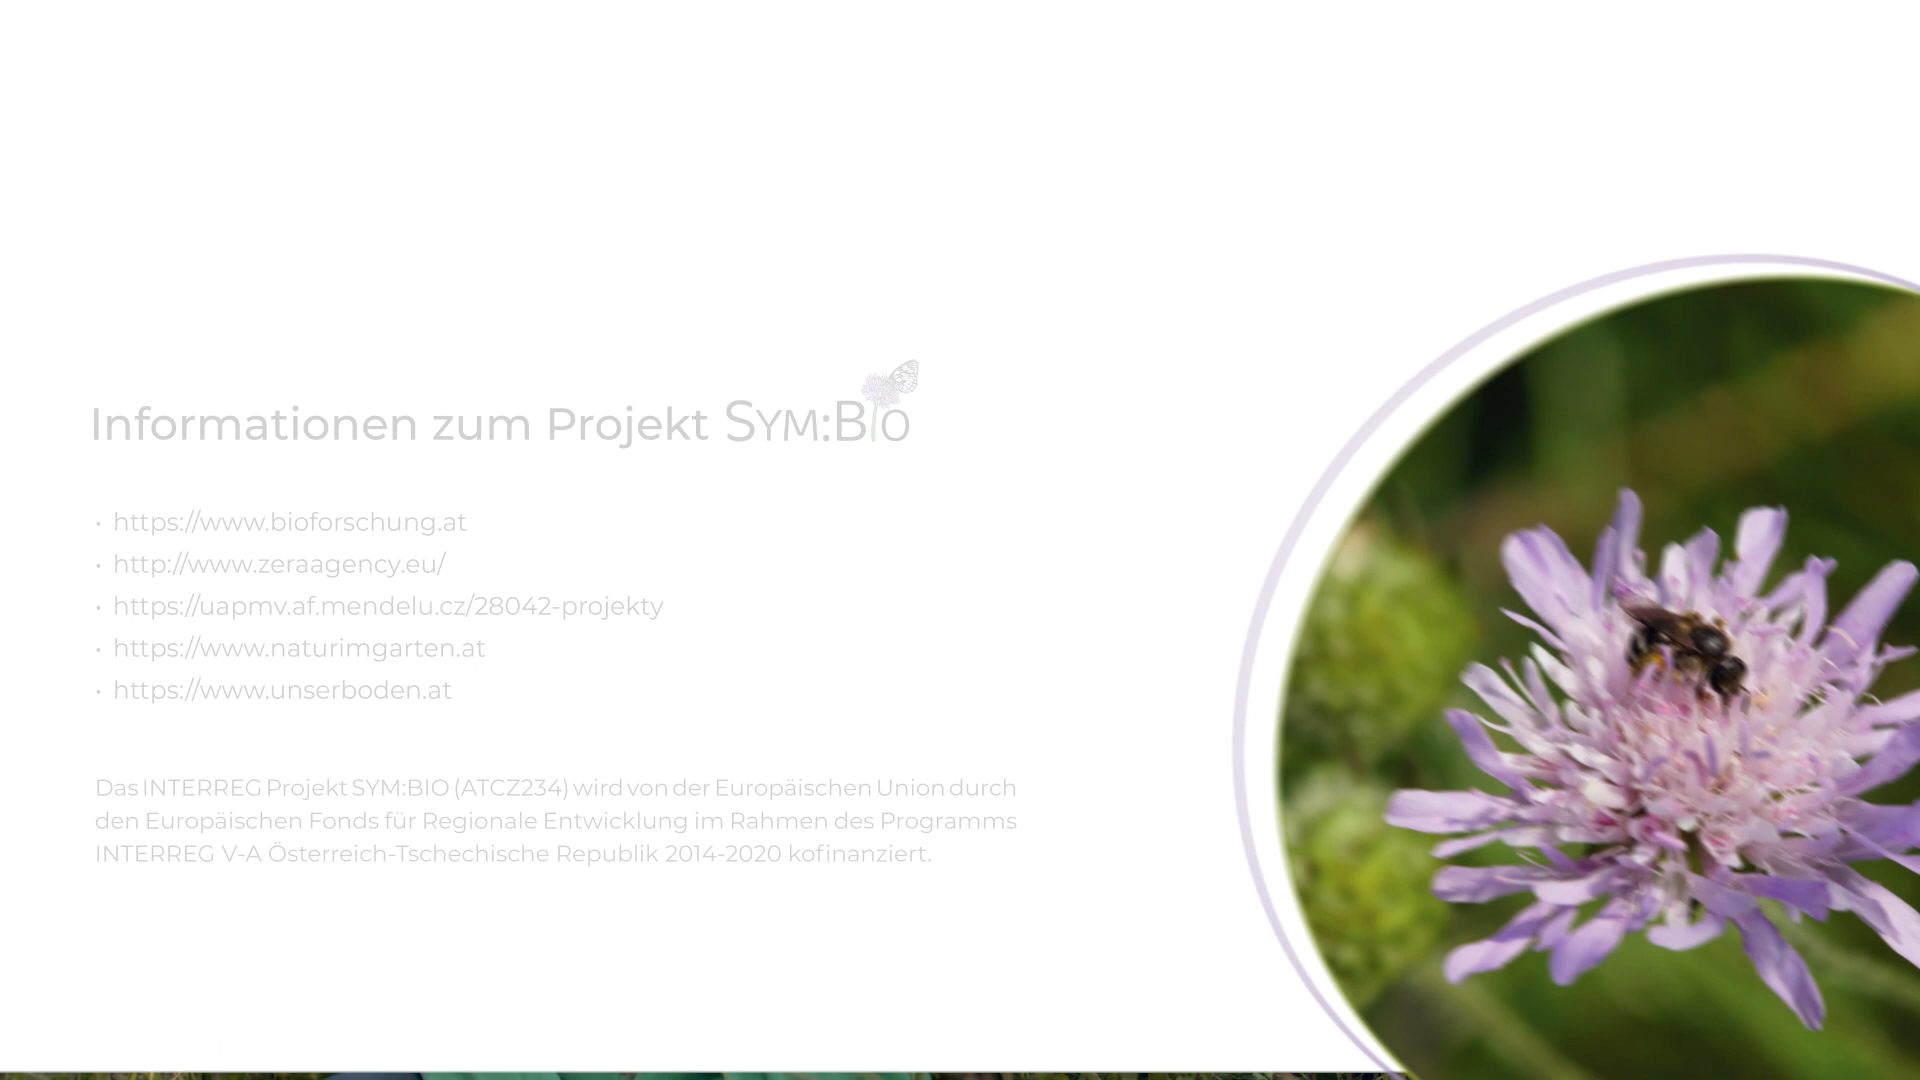 Informationen zum Projekt SYM:BIO
• https://www.bioforschung.at
• http://www.zeraagency.eu/
• https://uapmv.af.mendelu.cz/28042-projekty
• https://www.naturimgarten.at
• https://www.unserboden.at
Das INTERREG Projekt SYM:BIO (ATCZ234) wird von der Europäischen Union durch
den Europäischen Fonds für Regionale Entwicklung im Rahmen des Programms
INTERREG V-A Österreich-Tschechische Republik 2014-2020 kofinanziert.